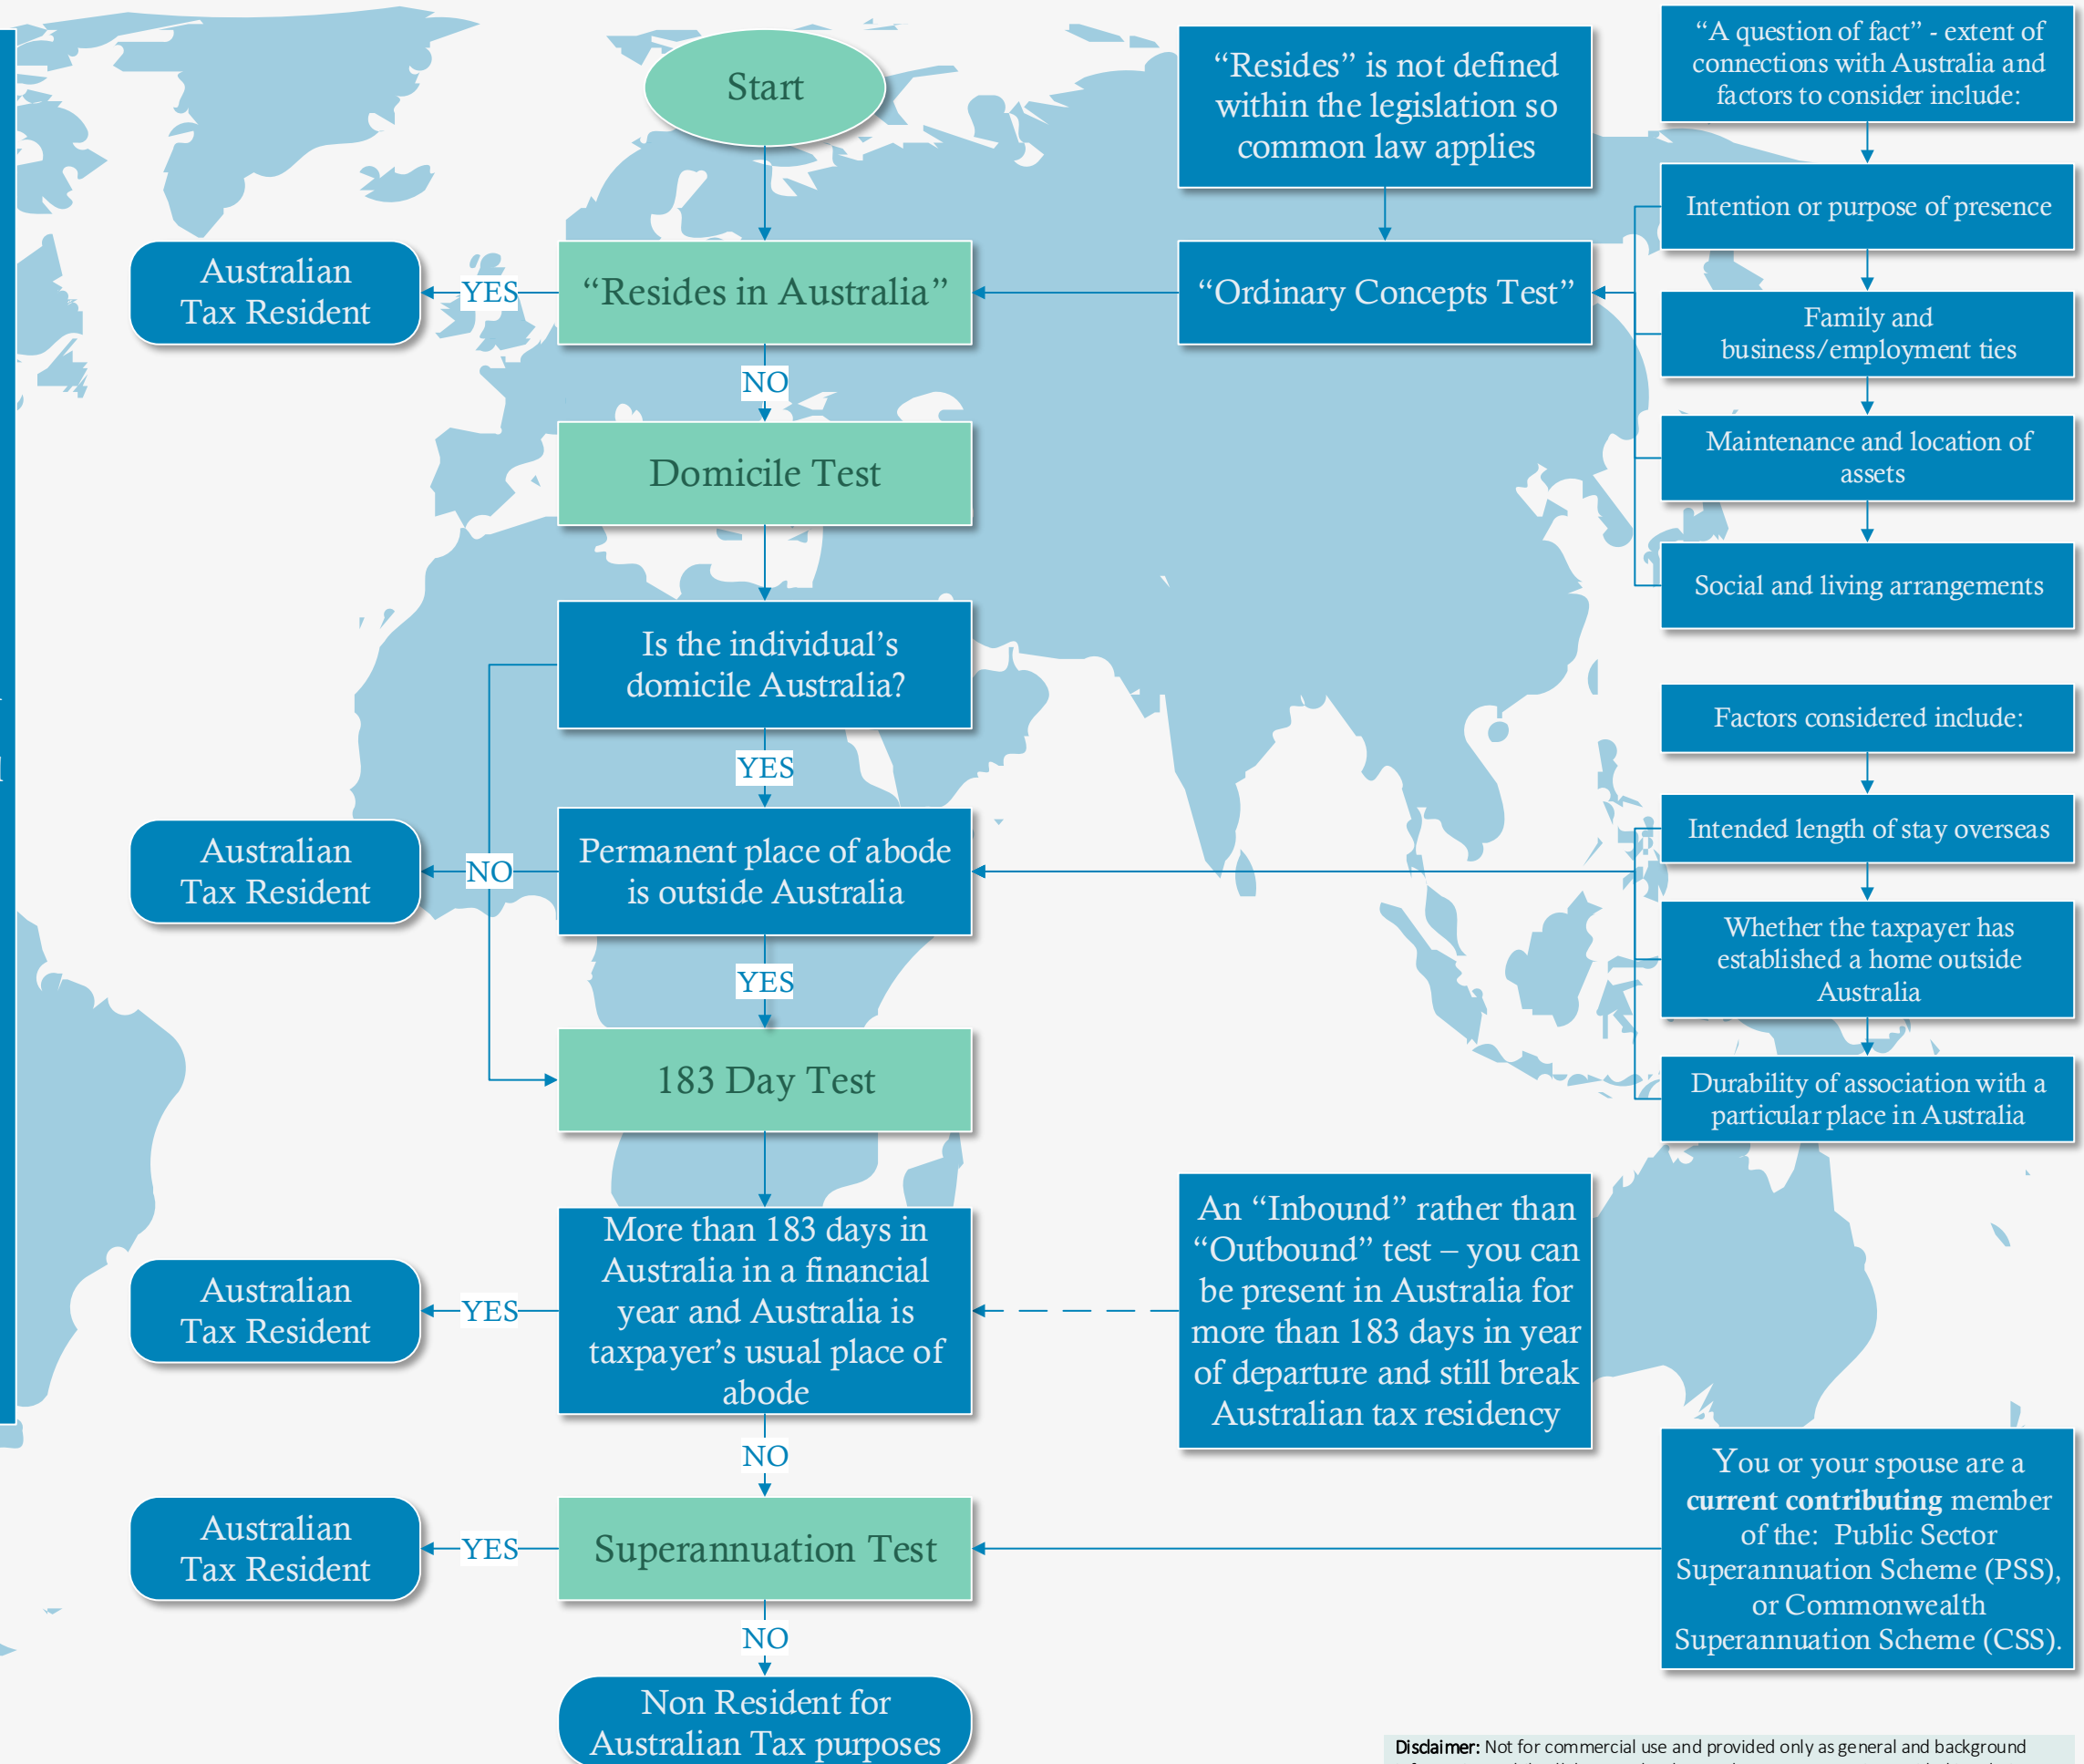 Start
“Resides” is not defined
within the legislation so
common law applies
“A question of fact” - extent of
connections with Australia and
factors to consider include:
Intention or purpose of presence
Australian
Tax Resident
YES
“Resides in Australia”
“Ordinary Concepts Test”
Family and
business/employment ties
NO
Domicile Test
Maintenance and location of
assets
Social and living arrangements
Is the individual’s
domicile Australia?
Factors considered include:
YES
Intended length of stay overseas
Australian
Tax Resident
NO
Permanent place of abode
is outside Australia
Whether the taxpayer has
established a home outside
Australia
YES
183 Day Test
Durability of association with a
particular place in Australia
More than 183 days in
Australia in a financial
year and Australia is
taxpayer’s usual place of
abode
An “Inbound” rather than
“Outbound” test – you can
be present in Australia for
more than 183 days in year
of departure and still break
Australian tax residency
Australian
Tax Resident
YES
NO
You or your spouse are a
current contributing member
of the: Public Sector
Superannuation Scheme (PSS),
or Commonwealth
Superannuation Scheme (CSS).
Australian
Tax Resident
YES
Superannuation Test
NO
Non Resident for
Australian Tax purposes
Disclaimer: Not for commercial use and provided only as general and background